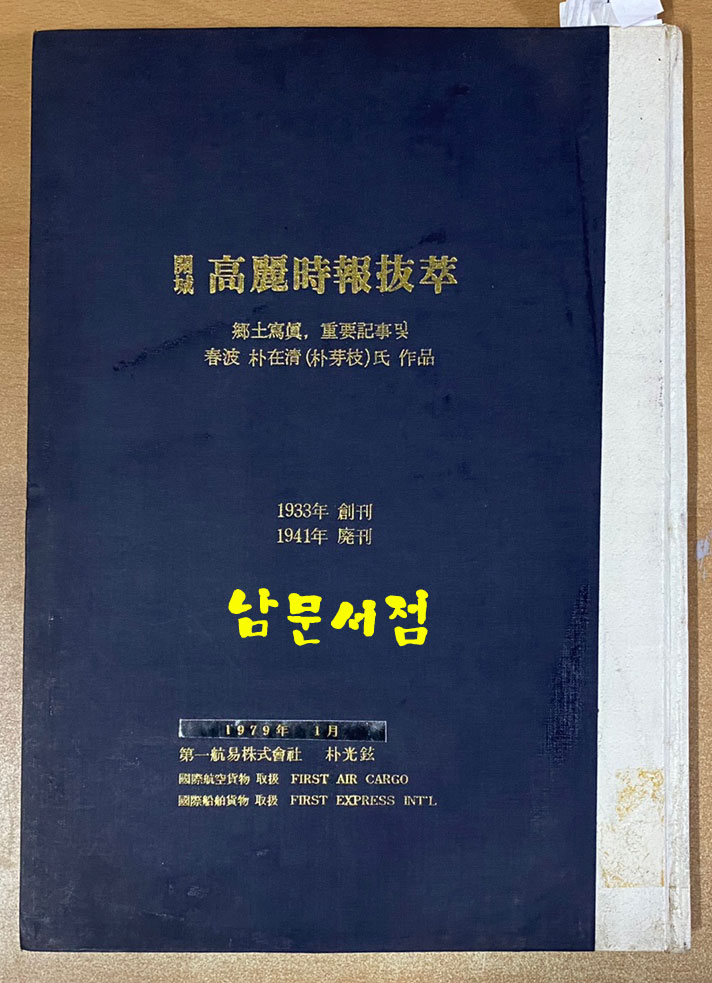 開城 高麗時報抜萃
郷土寫眞, 重要記事및
春波 朴在清(朴芽枝)氏 作品
1933年 創刊
1941年 廃刊
남문서점
1979年 1月
第一航易株式會社 朴光鉉
國際航空貨物 取扱 FIRST AIR CARGO
國際船舶貨物 取扱 FIRST EXPRESS INT'L